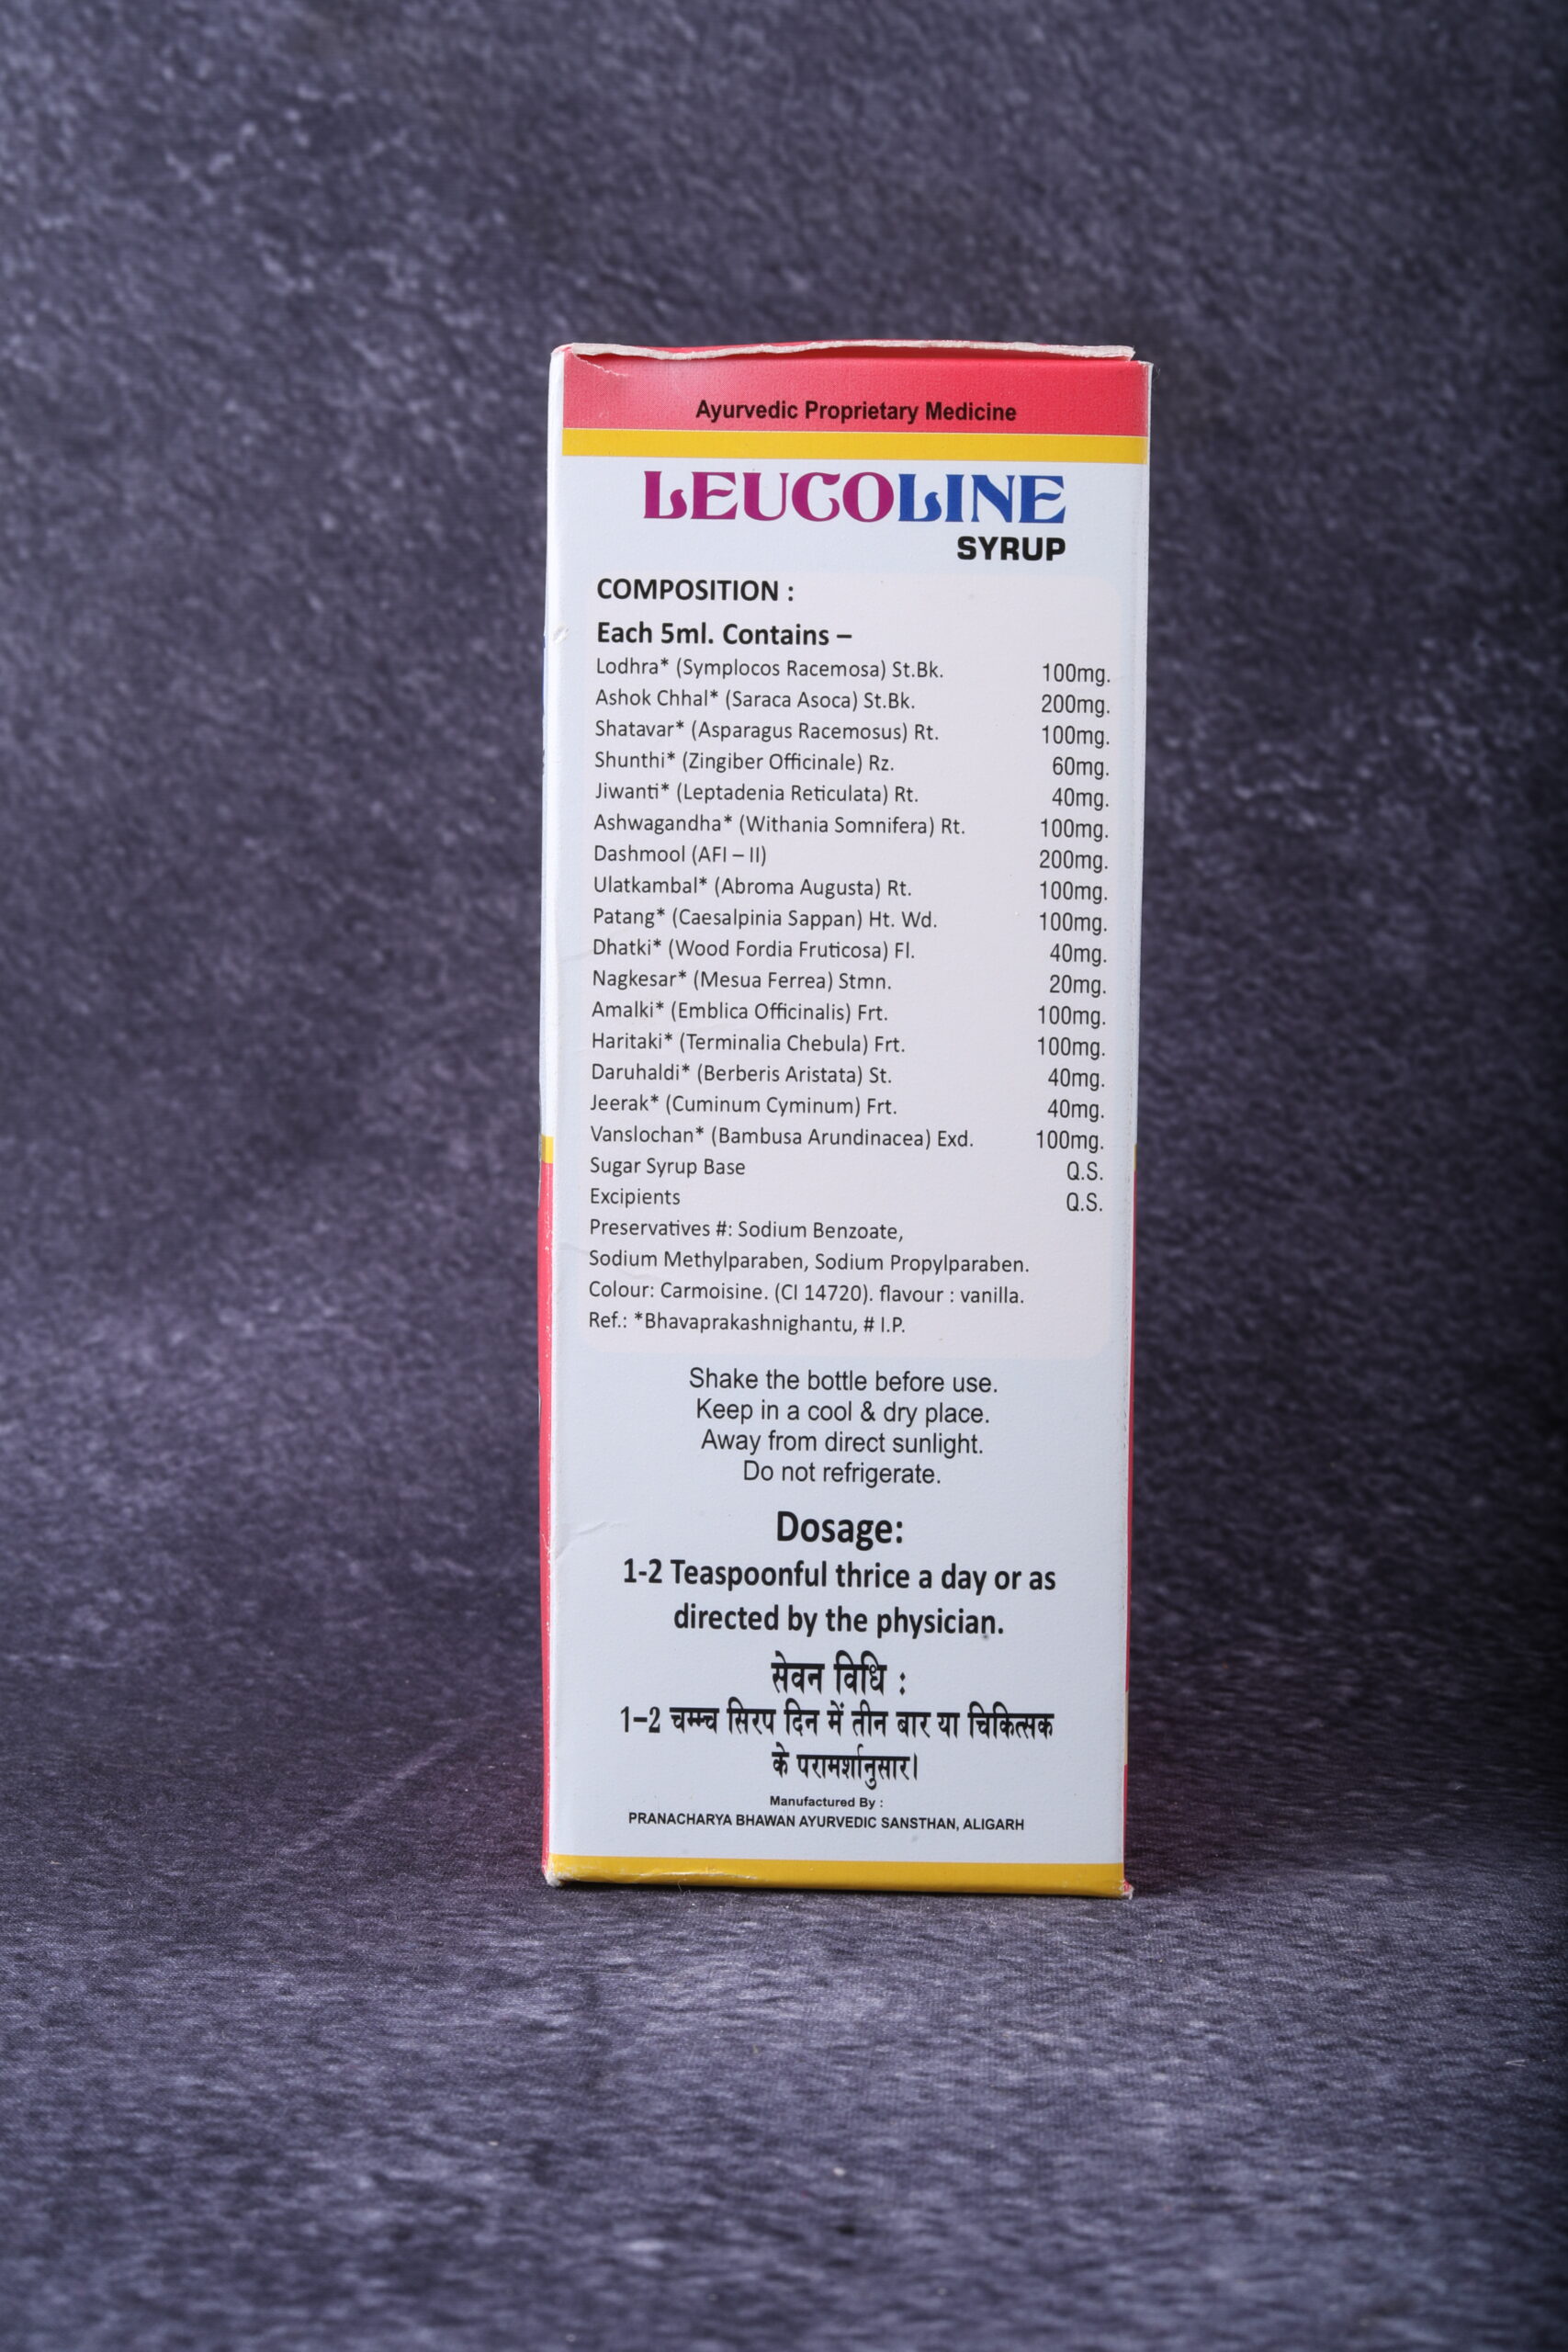 Ayurvedic Proprietary Medicine
LEUCOLINE
SYRUP
COMPOSITION :
Each 5ml. Contains –
Lodhra* (Symplocos Racemosa) St.Bk. 100mg.
Ashok Chhal* (Saraca Asoca) St.Bk. 200mg.
Shatavar* (Asparagus Racemosus) Rt. 100mg.
Shunthi* (Zingiber Officinale) Rz. 60mg.
Jiwanti* (Leptadenia Reticulata) Rt. 40mg.
Ashwagandha* (Withania Somnifera) Rt. 100mg.
Dashmool (AFI – II) 200mg.
Ulatkambal* (Abroma Augusta) Rt. 100mg.
Patang* (Caesalpinia Sappan) Ht. Wd. 100mg.
Dhatki* (Wood Fordia Fruticosa) Fl. 40mg.
Nagkesar* (Mesua Ferrea) Stmn. 20mg.
Amalki* (Emblica Officinalis) Frt. 100mg.
Haritaki* (Terminalia Chebula) Frt. 100mg.
Daruhaldi* (Berberis Aristata) St. 40mg.
Jeerak* (Cuminum Cyminum) Frt. 40mg.
Vanslochan* (Bambusa Arundinacea) Exd. 100mg.
Sugar Syrup Base Q.S.
Excipients Q.S.
Preservatives #: Sodium Benzoate,
Sodium Methylparaben, Sodium Propylparaben.
Colour: Carmoisine. (CI 14720). flavour : vanilla.
Ref.: *Bhavaprakashnighantu, # I.P.
Shake the bottle before use.
Keep in a cool & dry place.
Away from direct sunlight.
Do not refrigerate.
Dosage:
1-2 Teaspoonful thrice a day or as
directed by the physician.
सेवन विधि :
1–2 चम्म्च सिरप दिन में तीन बार या चिकित्सक
के परामर्शानुसार।
Manufactured By :
PRANACHARYA BHAWAN AYURVEDIC SANSTHAN, ALIGARH